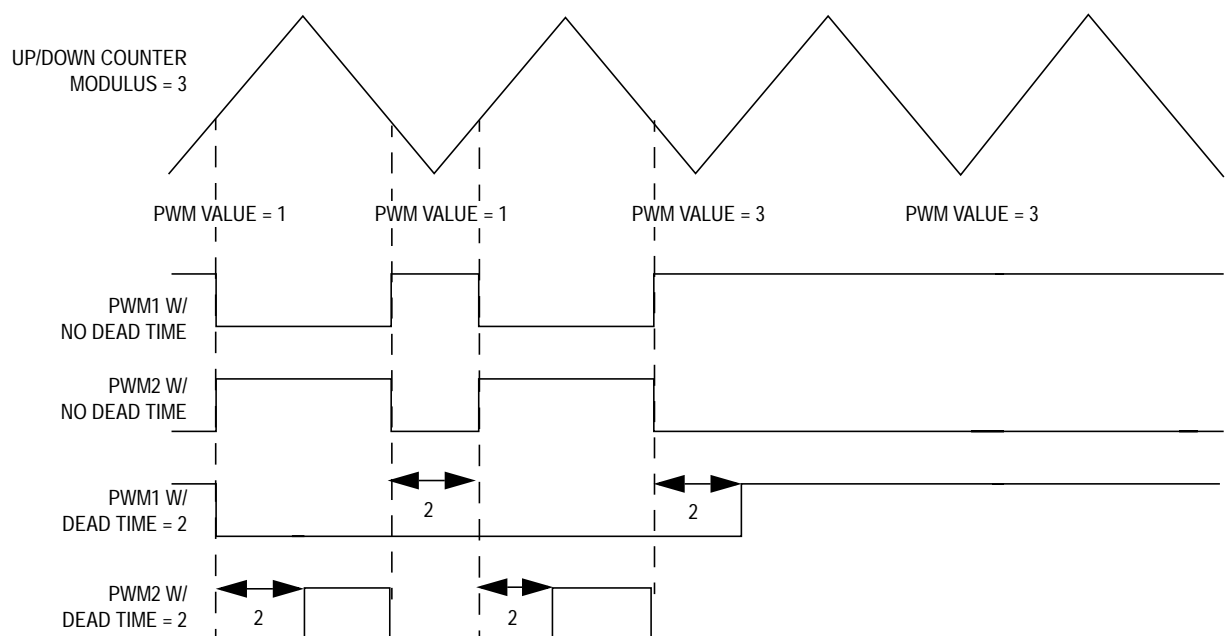 UP/DOWN COUNTER
MODULUS = 3
PWM VALUE = 1
PWM VALUE = 1
PWM VALUE = 3
PWM VALUE = 3
PWM1 W/
NO DEAD TIME
PWM2 W/
NO DEAD TIME
PWM1 W/
DEAD TIME = 2
2
2
PWM2 W/
DEAD TIME = 2
2
2